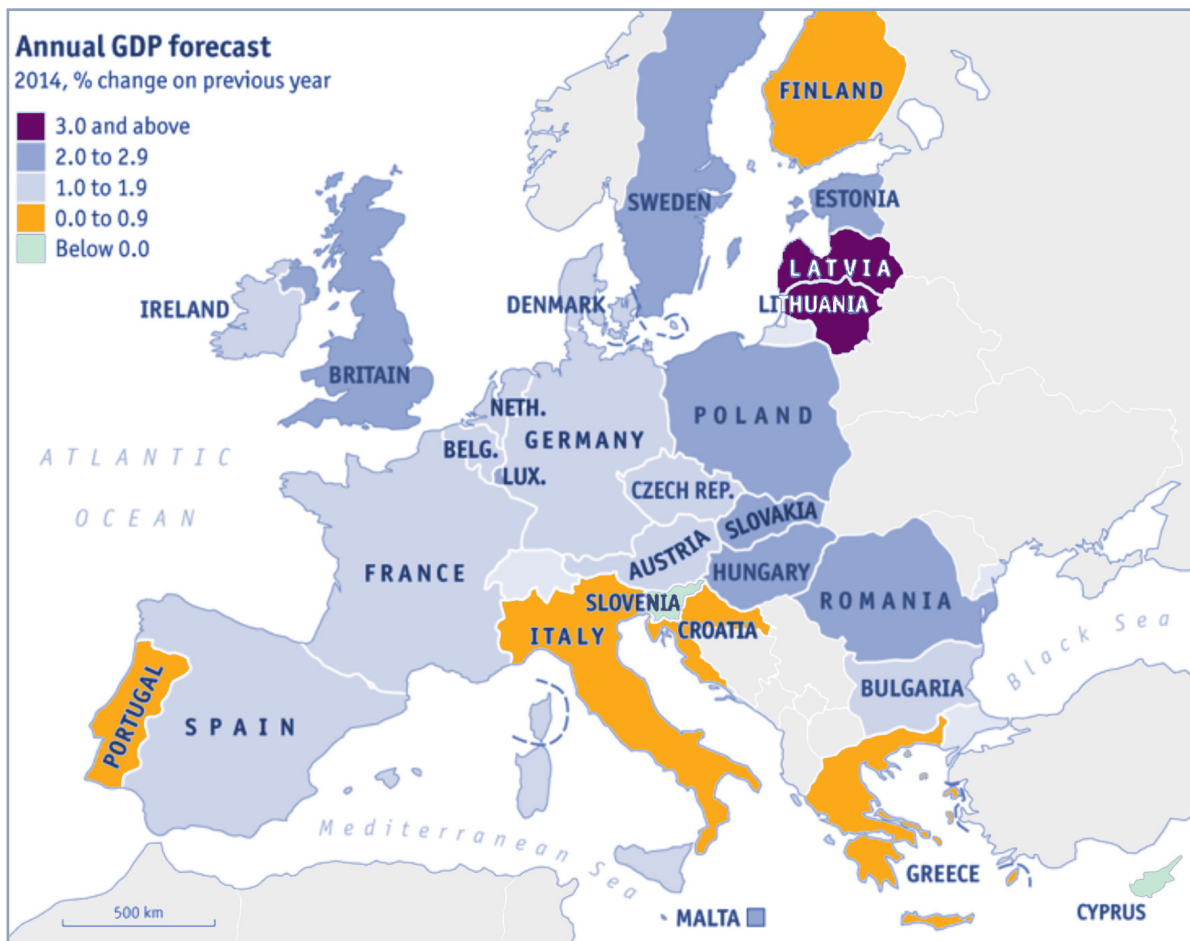 Annual GDP forecast
2014, % change on previous year
3.0 and above
2.0 to 2.9
1.0 to 1.9
0.0 to 0.9
Below 0.0
FINLAND
SWEDEN
ESTONIA
LATVIA
LITHUANIA
IRELAND
DENMARK
BRITAIN
NETH.
POLAND
GERMANY
BELG.
ATLANTIC
OCEAN
LUX.
CZECH REP.
SLOVAKIA
AUSTRIA
FRANCE
HUNGARY
SLOVENIA
ROMANIA
ITALY
CROATIA
Black Sea
BULGARIA
PORTUGAL
SPAIN
Mediterranean Sea
GREECE
500 km
MALTA
CYPRUS